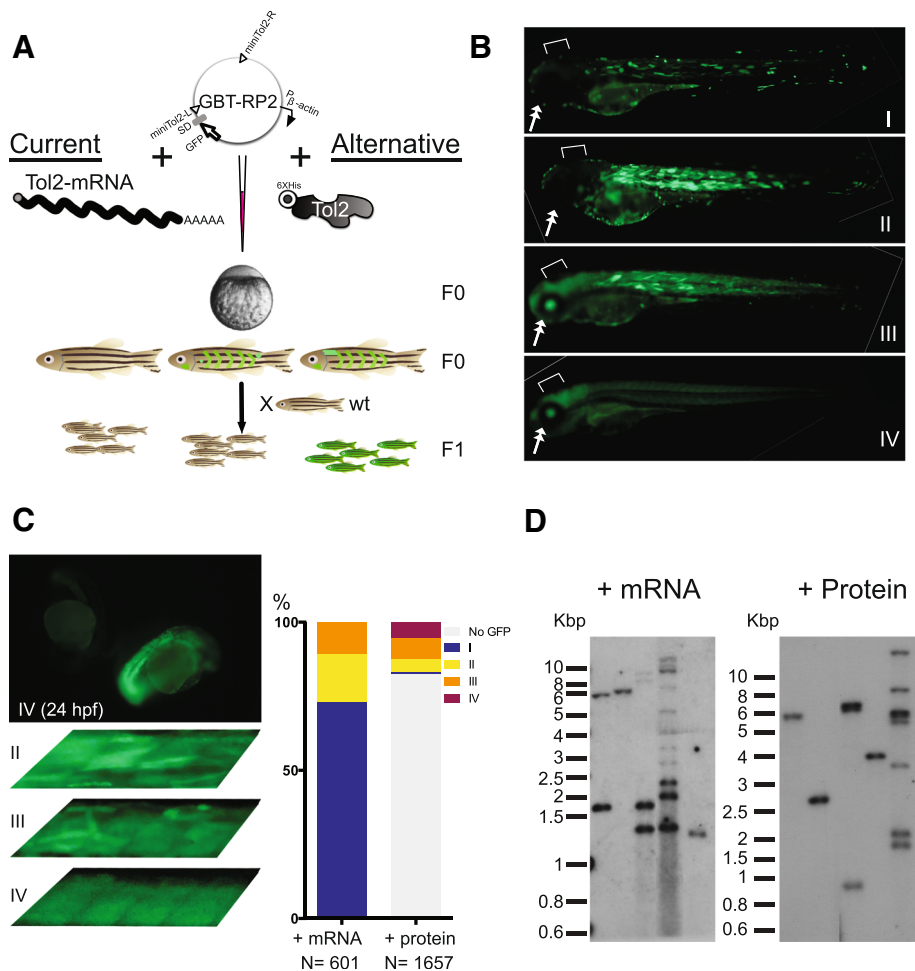 A
miniTol2-R
GBT-RP2
P
β-actin
miniTol2-L
SD
GFP
Current
+
+
Alternative
Tol2-mRNA
AAAAA
6XHis
Tol2
F0
F0
X
wt
F1
B
I
II
III
IV
C
IV (24 hpf)
II
III
IV
%
100
50
0
No GFP
I
II
III
IV
+ mRNA
+ protein
N= 601
N= 1657
D
+ mRNA
Kbp
10
8
6
5
4
3
2.5
2
1.5
1
0.8
0.6
+ Protein
Kbp
10
8
6
5
4
3
2.5
2
1.5
1
0.8
0.6